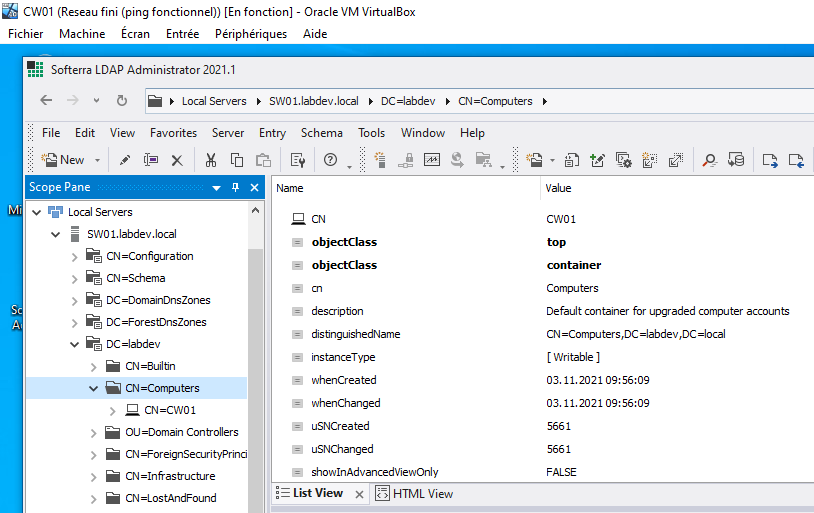 CW01 (Reseau fini (ping fonctionnel)) [En fonction] - Oracle VM VirtualBox
Fichier Machine Écran Entrée Périphériques Aide
Softerra LDAP Administrator 2021.1
Local Servers SW01.labdev.local DC=labdev CN=Computers
File Edit View Favorites Server Entry Schema Tools Window Help
New
Scope Pane
Local Servers
SW01.labdev.local
CN=Configuration
CN=Schema
DC=DomainDnsZones
DC=ForestDnsZones
DC=labdev
CN=Builtin
CN=Computers
CN=CW01
OU=Domain Controllers
CN=ForeignSecurityPrinci
CN=Infrastructure
CN=LostAndFound
Name Value
CN CW01
objectClass top
objectClass container
cn Computers
description Default container for upgraded computer accounts
distinguishedName CN=Computers,DC=labdev,DC=local
instanceType [ Writable ]
whenCreated 03.11.2021 09:56:09
whenChanged 03.11.2021 09:56:09
uSNCreated 5661
uSNChanged 5661
showInAdvancedViewOnly FALSE
List View HTML View